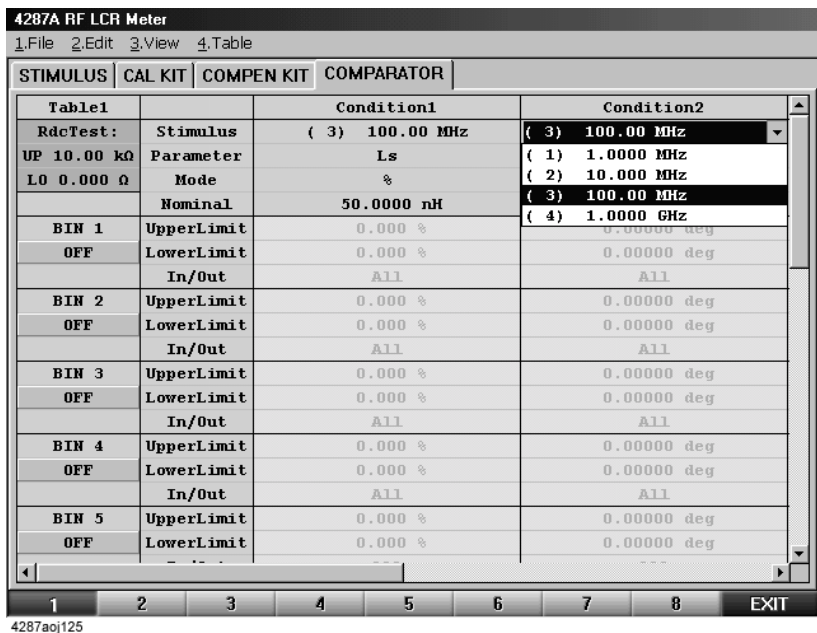 4287A RF LCR Meter
1.File 2.Edit 3.View 4.Table
STIMULUS CAL KIT COMPEN KIT COMPARATOR
Table1 Condition1 Condition2
RdcTest: Stimulus ( 3) 100.00 MHz ( 3) 100.00 MHz
UP 10.00 kΩ Parameter Ls ( 1) 1.0000 MHz
LO 0.000 Ω Mode % ( 2) 10.000 MHz
( 3) 100.00 MHz
Nominal 50.0000 nH ( 4) 1.0000 GHz
BIN 1 UpperLimit 0.000 % 0.00000 deg
OFF LowerLimit 0.000 % 0.00000 deg
In/Out All All
BIN 2 UpperLimit 0.000 % 0.00000 deg
OFF LowerLimit 0.000 % 0.00000 deg
In/Out All All
BIN 3 UpperLimit 0.000 % 0.00000 deg
OFF LowerLimit 0.000 % 0.00000 deg
In/Out All All
BIN 4 UpperLimit 0.000 % 0.00000 deg
OFF LowerLimit 0.000 % 0.00000 deg
In/Out All All
BIN 5 UpperLimit 0.000 % 0.00000 deg
OFF LowerLimit 0.000 % 0.00000 deg
1 2 3 4 5 6 7 8 EXIT
4287aoj125